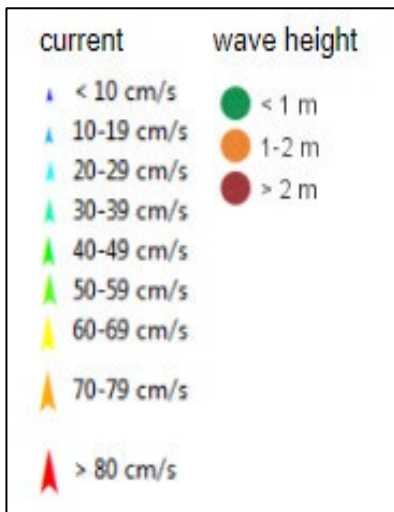 current
< 10 cm/s
10-19 cm/s
20-29 cm/s
30-39 cm/s
40-49 cm/s
50-59 cm/s
60-69 cm/s
70-79 cm/s
> 80 cm/s
wave height
< 1 m
1-2 m
> 2 m